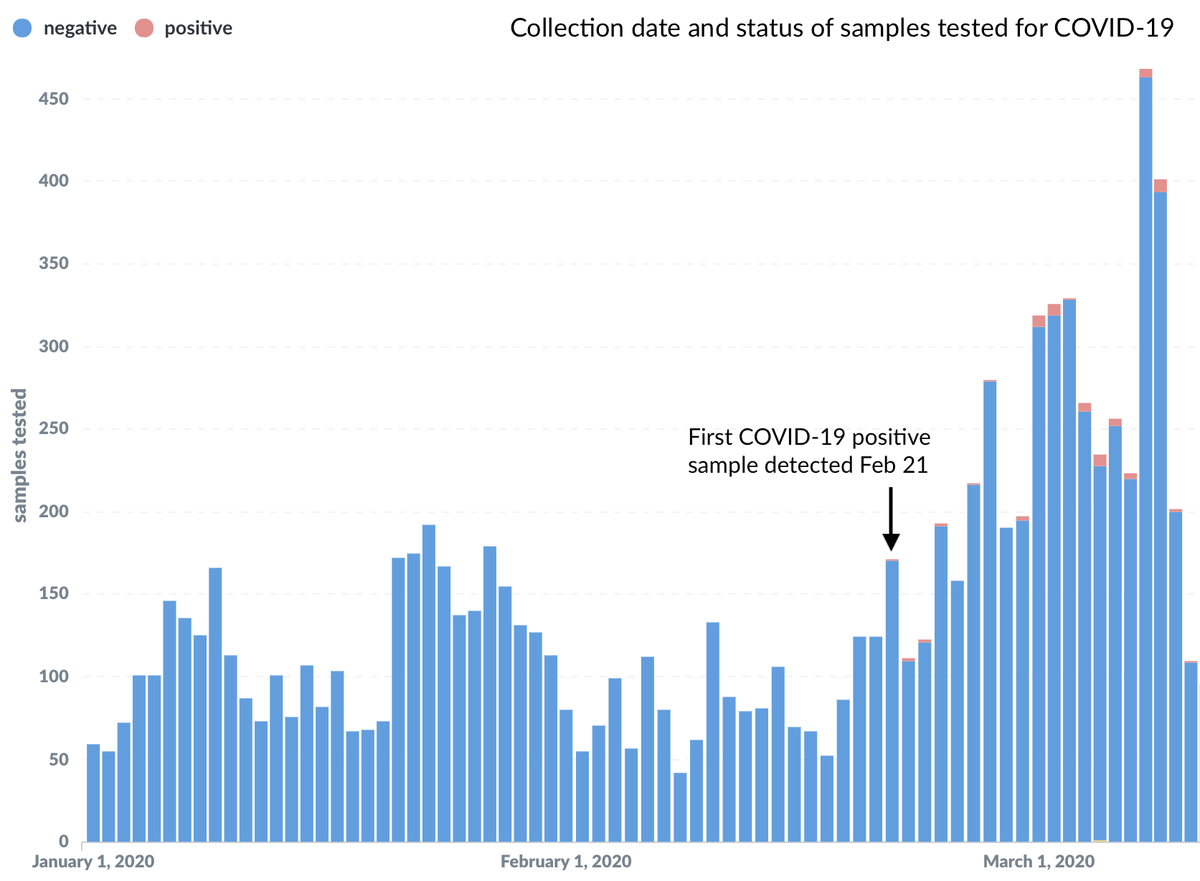 negative positive
Collection date and status of samples tested for COVID-19
450
400
350
300
250
200
150
100
50
0
samples tested
First COVID-19 positive
sample detected Feb 21
January 1, 2020 February 1, 2020 March 1, 2020